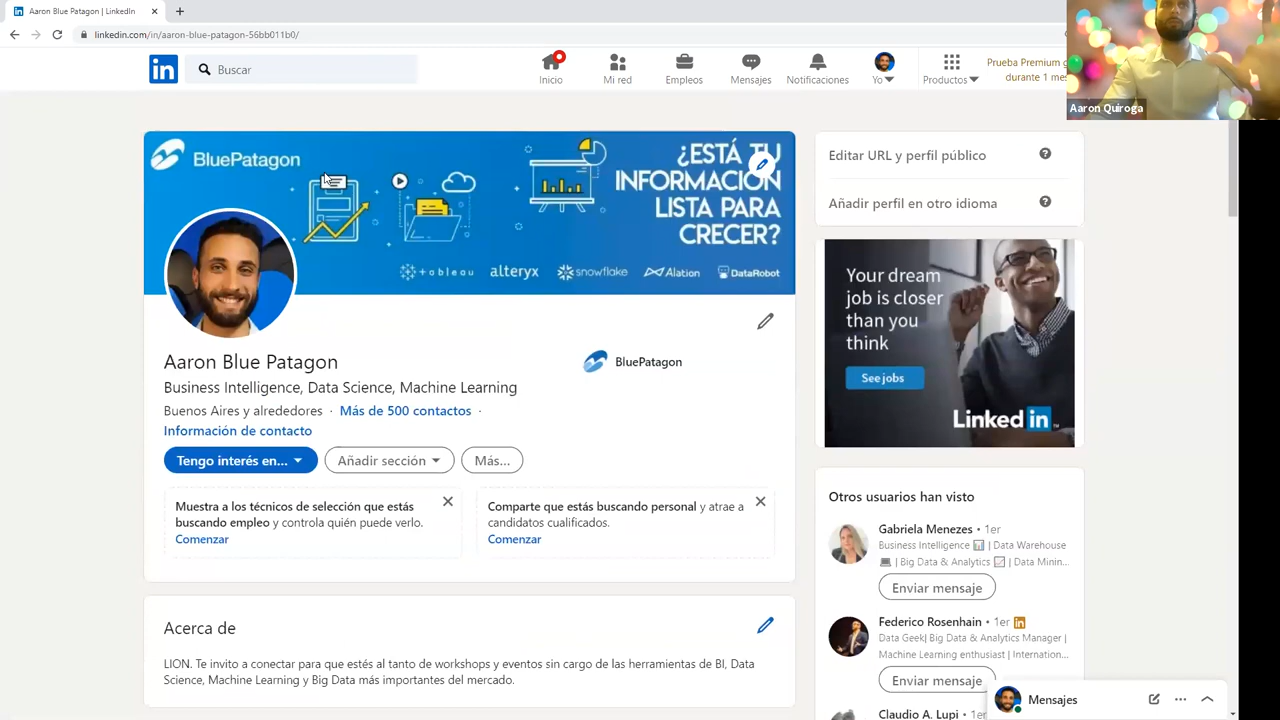 Aaron Blue Patagon | LinkedIn
linkedin.com/in/aaron-blue-patagon-56bb011b0/
in
Buscar
Inicio
Mi red
Empleos
Mensajes
Notificaciones
Yo
Productos
Prueba Premium
durante 1
Aaron Quiroga
BluePatagon
¿ESTÁ TU
INFORMACIÓN
LISTA PARA
CRECER?
tableau
alteryx
snowflake
Alation
DataRobot
Aaron Blue Patagon
BluePatagon
Business Intelligence, Data Science, Machine Learning
Buenos Aires y alrededores · Más de 500 contactos ·
Información de contacto
Tengo interés en...
Añadir sección
Más...
Muestra a los técnicos de selección que estás
buscando empleo y controla quién puede verlo.
Comenzar
Comparte que estás buscando personal y atrae a
candidatos cualificados.
Comenzar
Acerca de
LION. Te invito a conectar para que estés al tanto de workshops y eventos sin cargo de las herramientas de BI, Data
Science, Machine Learning y Big Data más importantes del mercado.
Editar URL y perfil público
Añadir perfil en otro idioma
Your dream
job is closer
than you
think
See jobs
Linked in
Otros usuarios han visto
Gabriela Menezes • 1er
Business Intelligence | Data Warehouse
| Big Data & Analytics | Data Minin...
Enviar mensaje
Federico Rosenhain • 1er
Data Geek| Big Data & Analytics Manager |
Machine Learning enthusiast | Internation...
Enviar mensaje
Claudio A. Lupi • 1er
Mensajes